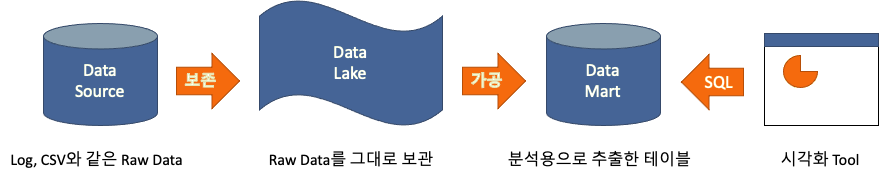 Data
Source
보존
Data
Lake
가공
Data
Mart
SQL
Log, CSV와 같은 Raw Data
Raw Data를 그대로 보관
분석용으로 추출한 테이블
시각화 Tool